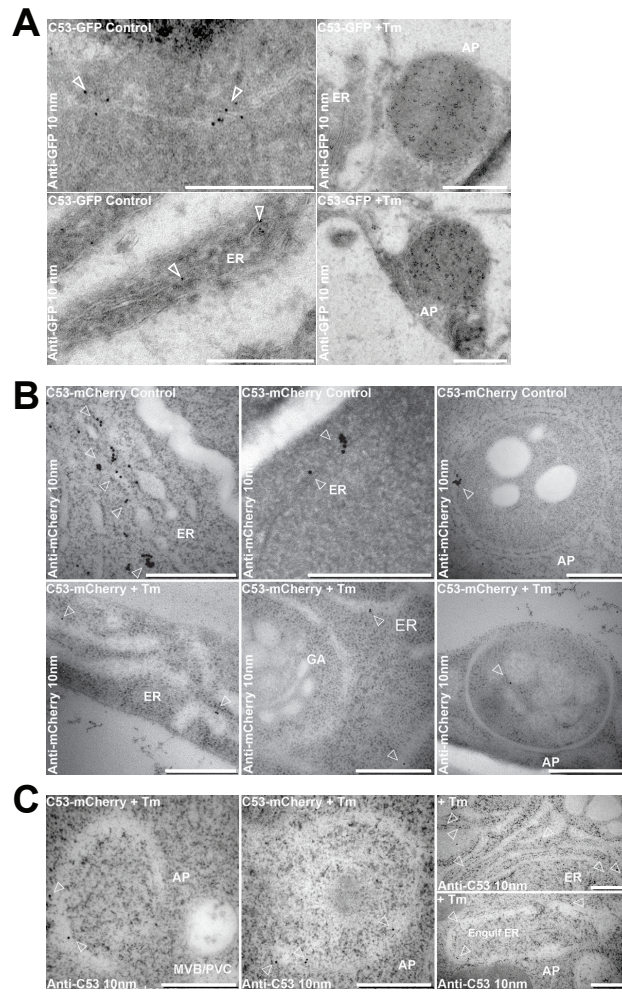 A
C53-GFP Control
Anti-GFP 10 nm
C53-GFP +Tm
AP
ER
Anti-GFP 10 nm
C53-GFP Control
ER
Anti-GFP 10 nm
C53-GFP +Tm
AP
Anti-GFP 10 nm
B
C53-mCherry Control
ER
Anti-mCherry 10nm
C53-mCherry Control
ER
Anti-mCherry 10nm
C53-mCherry Control
AP
Anti-mCherry 10nm
C53-mCherry + Tm
ER
Anti-mCherry 10nm
C53-mCherry + Tm
ER
GA
Anti-mCherry 10nm
C53-mCherry + Tm
AP
Anti-mCherry 10nm
C
C53-mCherry + Tm
AP
MVB/PVC
Anti-C53 10nm
C53-mCherry + Tm
AP
Anti-C53 10nm
+ Tm
ER
Anti-C53 10nm
+ Tm
Engulf ER
AP
Anti-C53 10nm